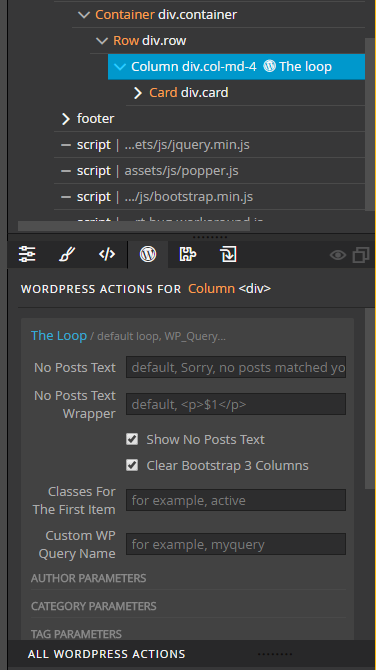 Container div.container
Row div.row
Column div.col-md-4 The loop
Card div.card
footer
script | ...ets/js/jquery.min.js
script | assets/js/popper.js
script | .../js/bootstrap.min.js
WORDPRESS ACTIONS FOR Column <div>
The Loop / default loop, WP_Query...
No Posts Text default, Sorry, no posts matched yo
No Posts Text
Wrapper default, <p>$1</p>
Show No Posts Text
Clear Bootstrap 3 Columns
Classes For
The First Item for example, active
Custom WP
Query Name for example, myquery
AUTHOR PARAMETERS
CATEGORY PARAMETERS
TAG PARAMETERS
ALL WORDPRESS ACTIONS